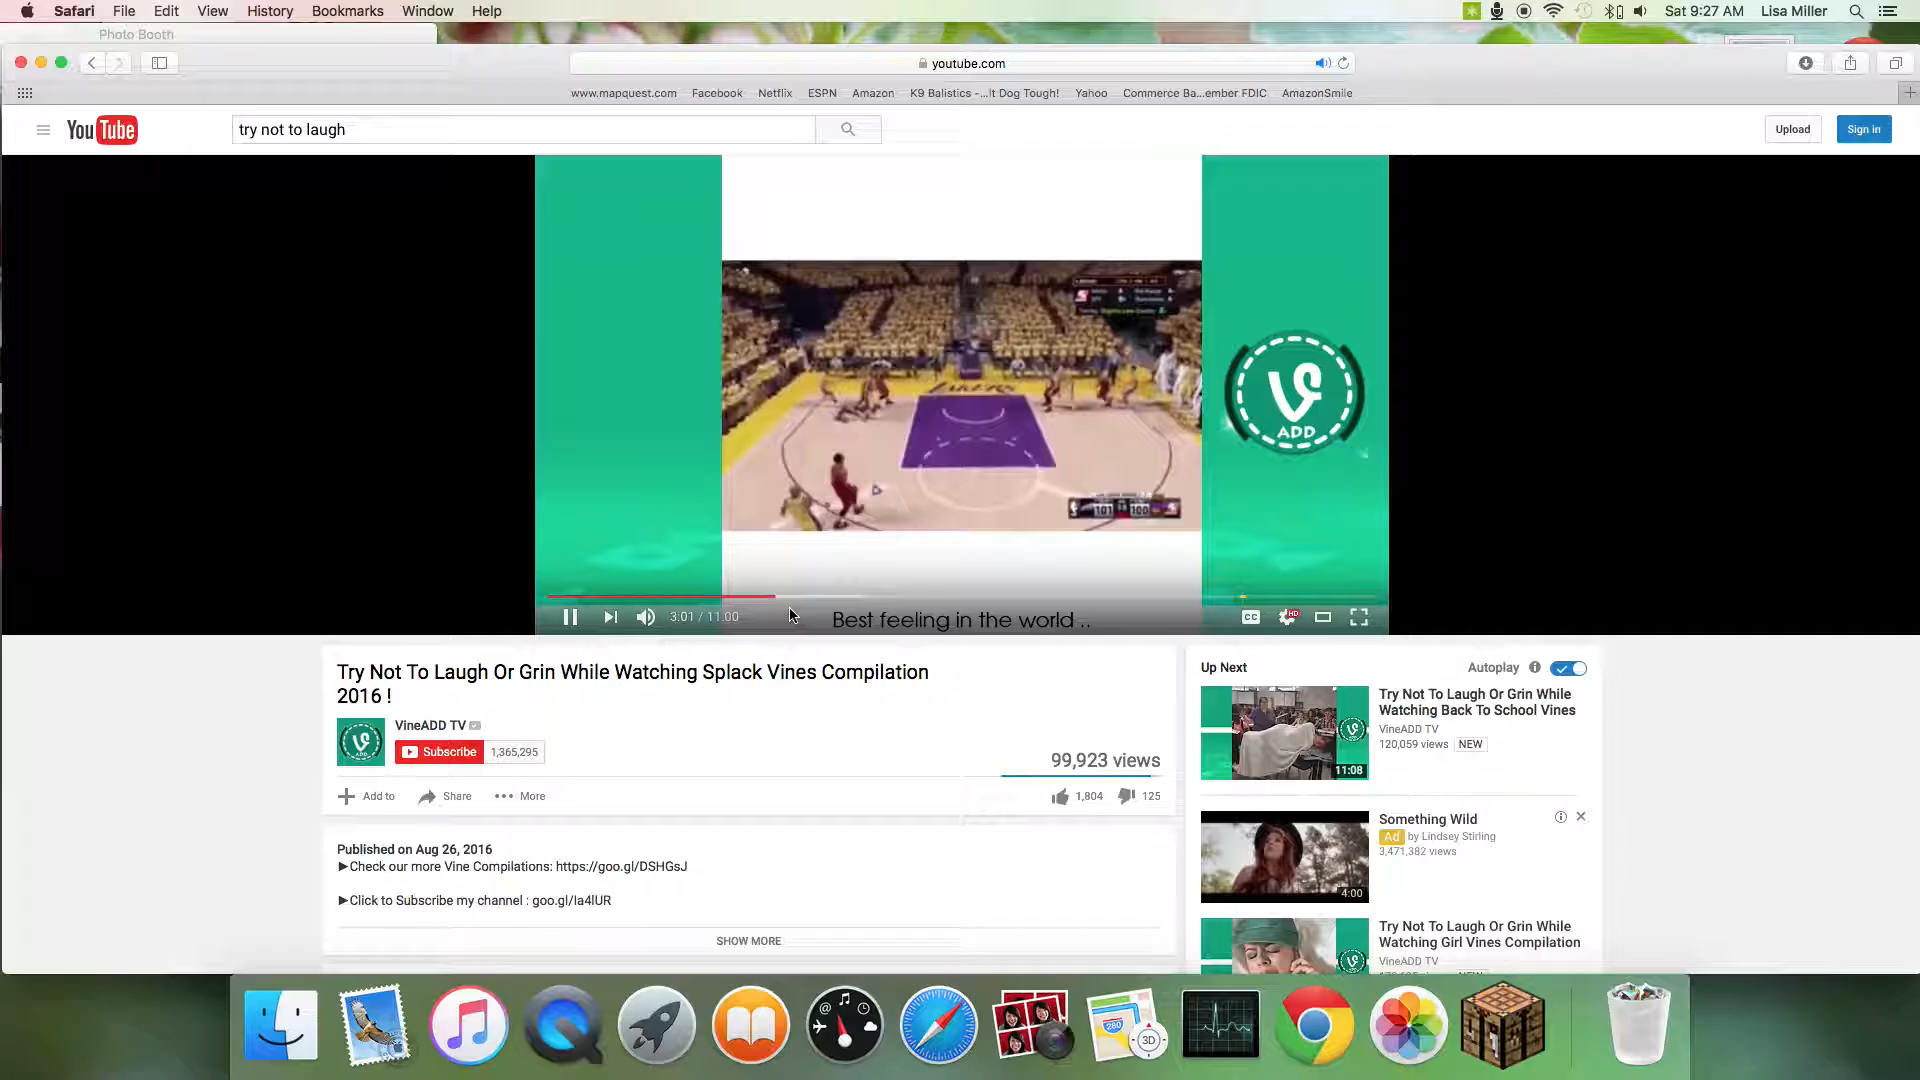 Safari File Edit View History Bookmarks Window Help
Sat 9:27 AM Lisa Miller
Photo Booth
youtube.com
www.mapquest.com Facebook Netflix ESPN Amazon K9 Balistics -...!t Dog Tough! Yahoo Commerce Ba...ember FDIC AmazonSmile
YouTube
try not to laugh
Upload
Sign in
LAKERS
101 100
ADD
3:01 / 11:00
Best feeling in the world ..
CC
HD
Try Not To Laugh Or Grin While Watching Splack Vines Compilation
2016 !
VineADD TV
Subscribe 1,365,295
99,923 views
Add to Share More
1,804 125
Published on Aug 26, 2016
►Check our more Vine Compilations: https://goo.gl/DSHGsJ
►Click to Subscribe my channel : goo.gl/Ia4lUR
SHOW MORE
Up Next
Autoplay
Try Not To Laugh Or Grin While
Watching Back To School Vines
VineADD TV
120,059 views NEW
11:08
Something Wild
Ad by Lindsey Stirling
3,471,382 views
4:00
Try Not To Laugh Or Grin While
Watching Girl Vines Compilation
VineADD TV
280
3D